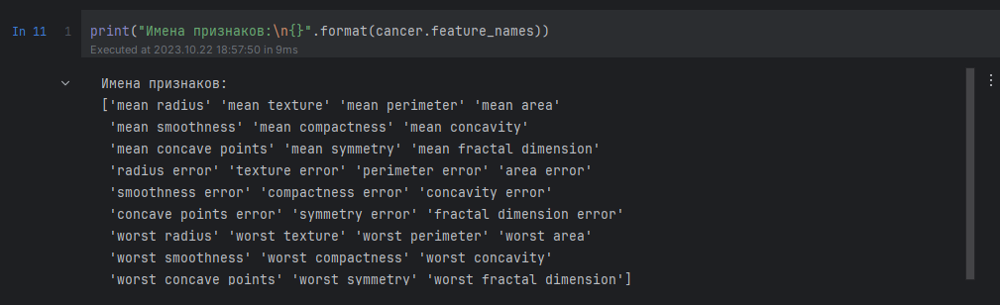 In 11 1 print("Имена признаков:\n{}".format(cancer.feature_names))
Executed at 2023.10.22 18:57:50 in 9ms
Имена признаков:
['mean radius' 'mean texture' 'mean perimeter' 'mean area'
'mean smoothness' 'mean compactness' 'mean concavity'
'mean concave points' 'mean symmetry' 'mean fractal dimension'
'radius error' 'texture error' 'perimeter error' 'area error'
'smoothness error' 'compactness error' 'concavity error'
'concave points error' 'symmetry error' 'fractal dimension error'
'worst radius' 'worst texture' 'worst perimeter' 'worst area'
'worst smoothness' 'worst compactness' 'worst concavity'
'worst concave points' 'worst symmetry' 'worst fractal dimension']